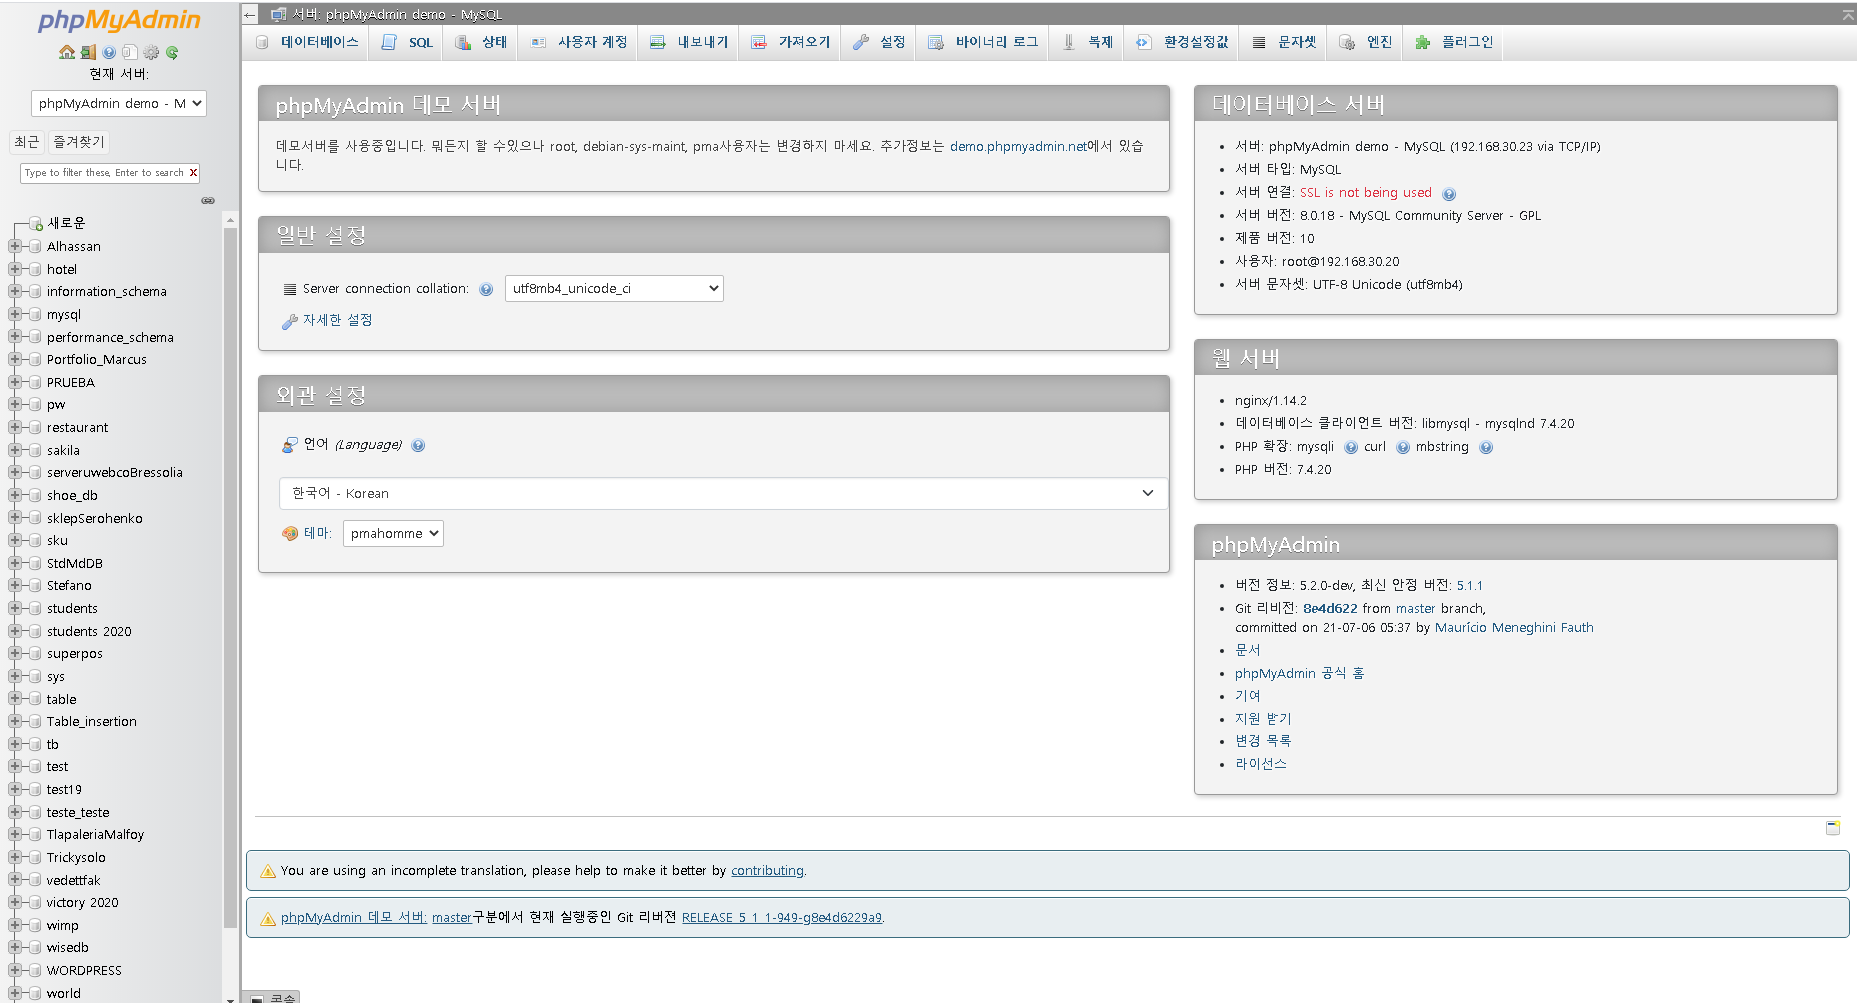 phpMyAdmin
현재 서버:
phpMyAdmin demo - M
최근 즐겨찾기
Type to filter these, Enter to search X
새로운
Alhassan
hotel
information_schema
mysql
performance_schema
Portfolio_Marcus
PRUEBA
pw
restaurant
sakila
serveruwebcoBressolia
shoe_db
sklepSerohenko
sku
StdMdDB
Stefano
students
students 2020
superpos
sys
table
Table_insertion
tb
test
test19
teste_teste
TlapaleriaMalfoy
Trickysolo
vedettfak
victory 2020
wimp
wisedb
WORDPRESS
world
서버: phpMyAdmin demo - MySQL
데이터베이스 SQL 상태 사용자 계정 내보내기 가져오기 설정 바이너리 로그 복제 환경설정값 문자셋 엔진 플러그인
phpMyAdmin 데모 서버
데모서버를 사용중입니다. 뭐든지 할 수있으나 root, debian-sys-maint, pma사용자는 변경하지 마세요. 추가정보는 demo.phpmyadmin.net에서 있습
니다.
일반 설정
Server connection collation: utf8mb4_unicode_ci
자세한 설정
외관 설정
언어 (Language)
한국어 - Korean
테마: pmahomme
데이터베이스 서버
서버: phpMyAdmin demo - MySQL (192.168.30.23 via TCP/IP)
서버 타입: MySQL
서버 연결: SSL is not being used
서버 버전: 8.0.18 - MySQL Community Server - GPL
제품 버전: 10
사용자: root@192.168.30.20
서버 문자셋: UTF-8 Unicode (utf8mb4)
웹 서버
nginx/1.14.2
데이터베이스 클라이언트 버전: libmysql - mysqlnd 7.4.20
PHP 확장: mysqli curl mbstring
PHP 버전: 7.4.20
phpMyAdmin
버전 정보: 5.2.0-dev, 최신 안정 버전: 5.1.1
Git 리비전: 8e4d622 from master branch,
committed on 21-07-06 05:37 by Maurício Meneghini Fauth
문서
phpMyAdmin 공식 홈
기여
지원 받기
변경 목록
라이선스
You are using an incomplete translation, please help to make it better by contributing.
phpMyAdmin 데모 서버: master구분에서 현재 실행중인 Git 리버젼 RELEASE_5_1_1-949-g8e4d6229a9.
콘솔